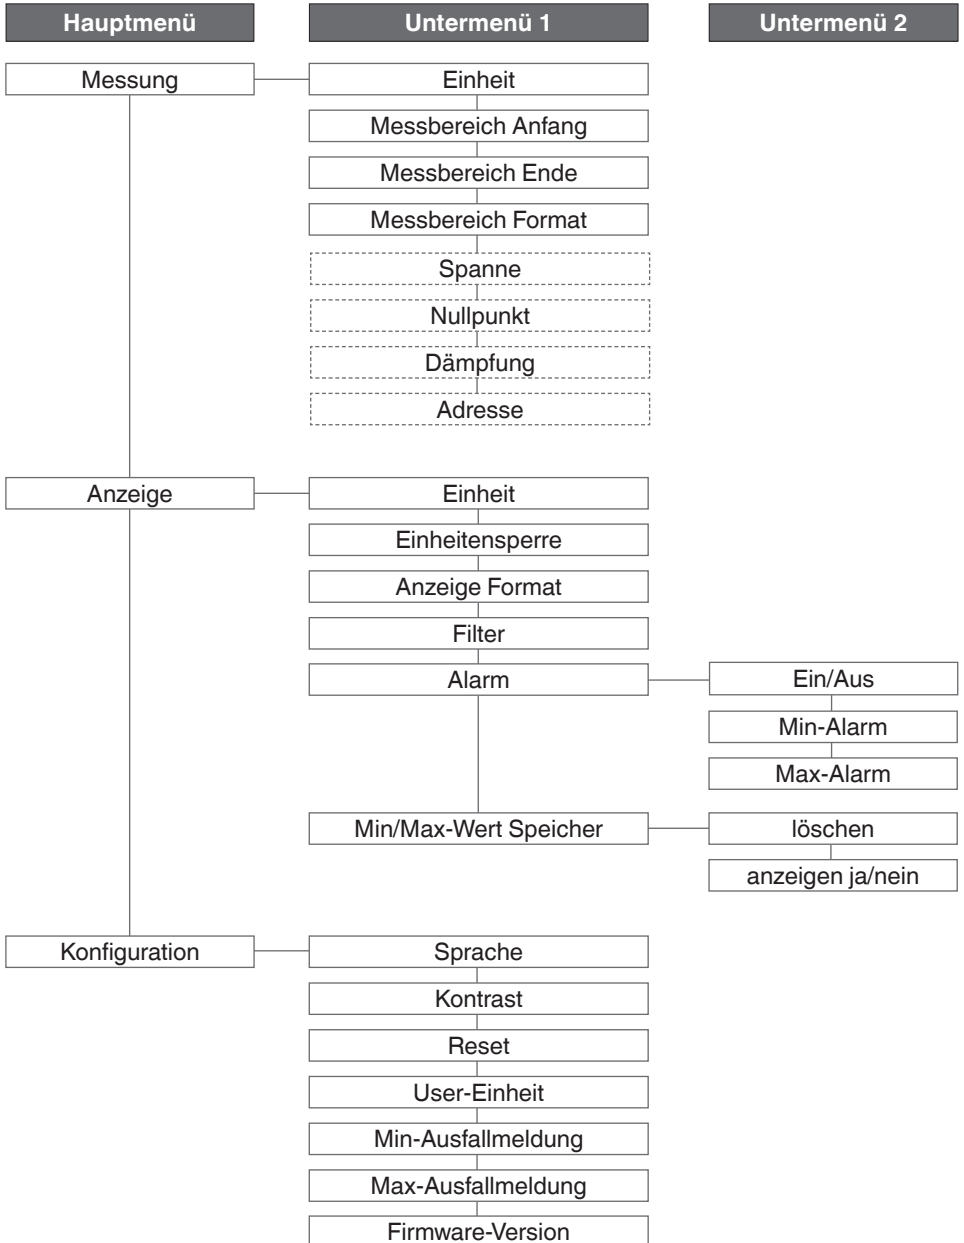 Hauptmenü
Untermenü 1
Untermenü 2
Messung
Einheit
Messbereich Anfang
Messbereich Ende
Messbereich Format
Spanne
Nullpunkt
Dämpfung
Adresse
Anzeige
Einheit
Einheitensperre
Anzeige Format
Filter
Alarm
Ein/Aus
Min-Alarm
Max-Alarm
Min/Max-Wert Speicher
löschen
anzeigen ja/nein
Konfiguration
Sprache
Kontrast
Reset
User-Einheit
Min-Ausfallmeldung
Max-Ausfallmeldung
Firmware-Version